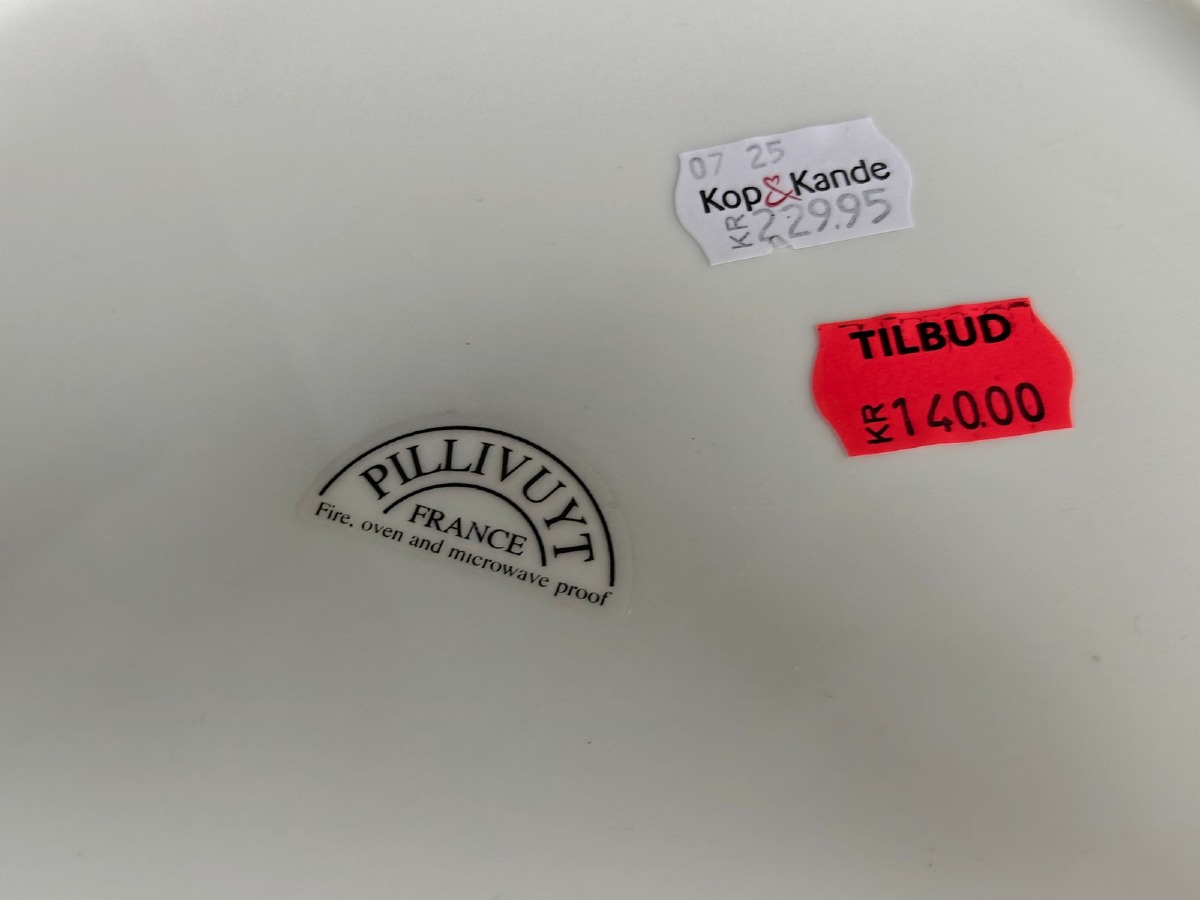 07 25
Kop&Kande
KR 229.95
TILBUD
KR 140.00
PILLIVUYT
FRANCE
Fire, oven and microwave proof